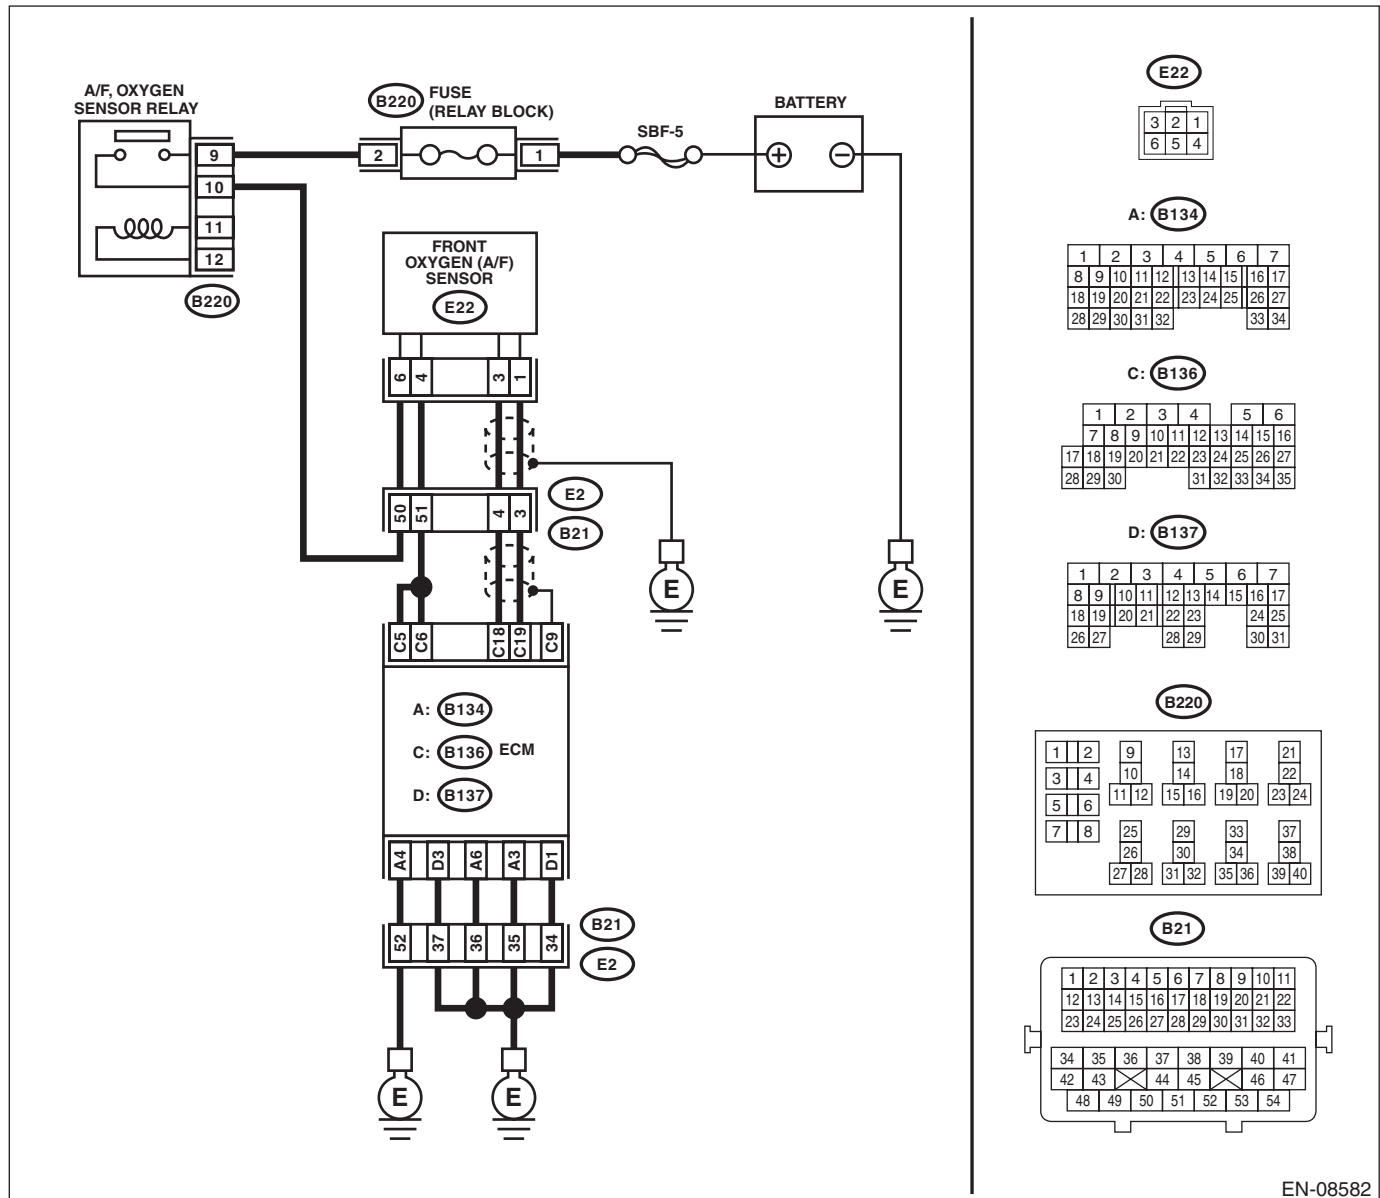 A/F, OXYGEN
SENSOR RELAY
9
10
11
12
B220
B220
FUSE
(RELAY BLOCK)
2
1
SBF-5
BATTERY
+
−
FRONT
OXYGEN (A/F)
SENSOR
E22
6 4 3 1
50 51 4 3
E2
B21
E
E
C5 C6 C18 C19 C9
A: B134
C: B136 ECM
D: B137
A4 D3 A6 A3 D1
52 37 36 35 34
B21
E2
E
E
E22
3 2 1
6 5 4
A: B134
1 2 3 4 5 6 7
8 9 10 11 12 13 14 15 16 17
18 19 20 21 22 23 24 25 26 27
28 29 30 31 32 33 34
C: B136
1 2 3 4 5 6
7 8 9 10 11 12 13 14 15 16
17 18 19 20 21 22 23 24 25 26 27
28 29 30 31 32 33 34 35
D: B137
1 2 3 4 5 6 7
8 9 10 11 12 13 14 15 16 17
18 19 20 21 22 23 24 25
26 27 28 29 30 31
B220
1 2 9 13 17 21
3 4 10 14 18 22
5 6 11 12 15 16 19 20 23 24
7 8 25 29 33 37
26 30 34 38
27 28 31 32 35 36 39 40
B21
1 2 3 4 5 6 7 8 9 10 11
12 13 14 15 16 17 18 19 20 21 22
23 24 25 26 27 28 29 30 31 32 33
34 35 36 37 38 39 40 41
42 43 44 45 46 47
48 49 50 51 52 53 54
EN-08582